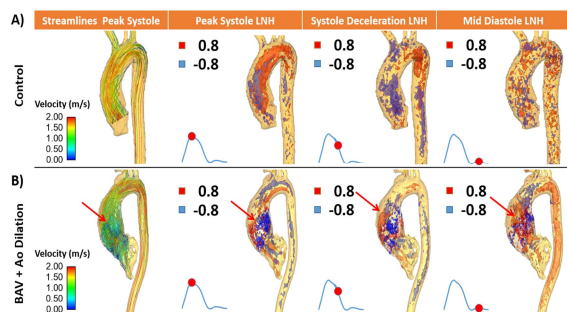 Streamlines Peak Systole
Peak Systole LNH
Systole Deceleration LNH
Mid Diastole LNH
A)
Control
0.8
-0.8
0.8
-0.8
0.8
-0.8
Velocity (m/s)
2.00
1.50
1.00
0.50
0.00
B)
BAV + Ao Dilation
0.8
-0.8
0.8
-0.8
0.8
-0.8
Velocity (m/s)
2.00
1.50
1.00
0.50
0.00